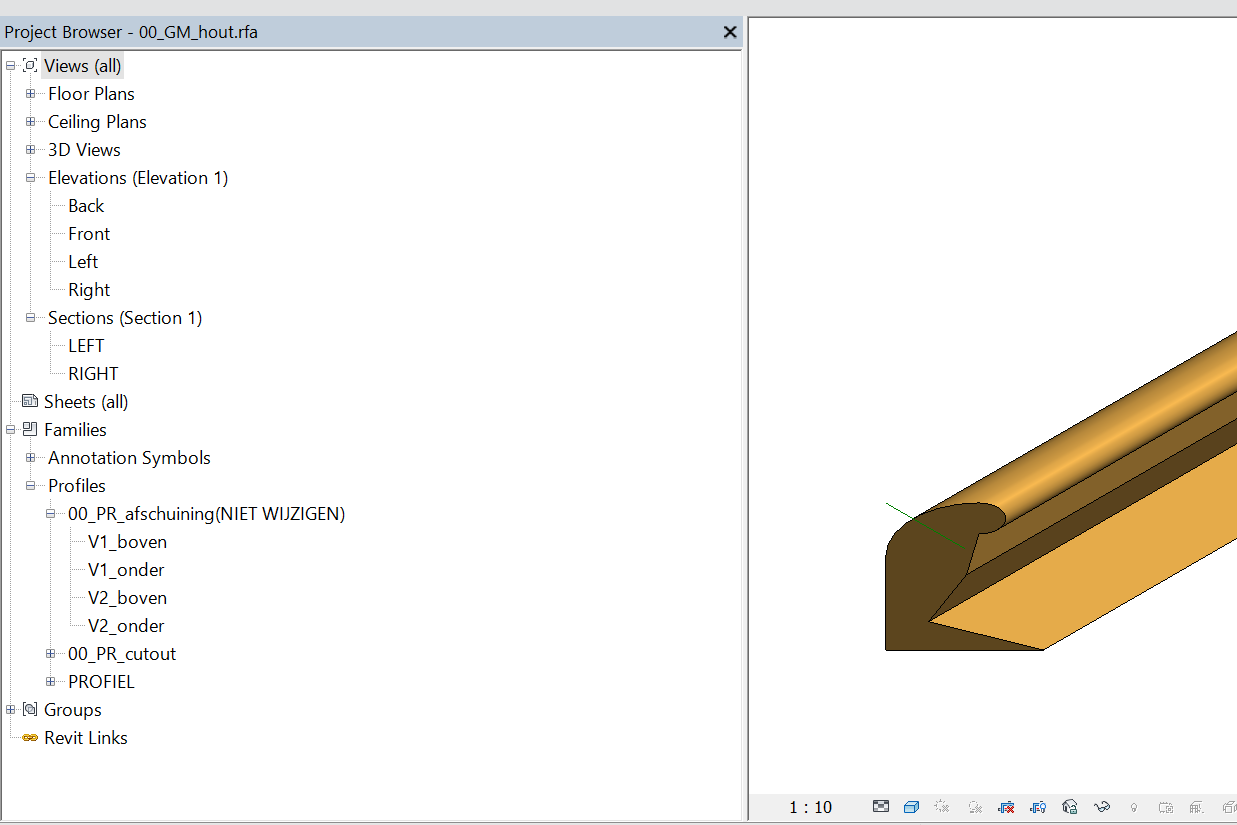 Project Browser - 00_GM_hout.rfa
Views (all)
Floor Plans
Ceiling Plans
3D Views
Elevations (Elevation 1)
Back
Front
Left
Right
Sections (Section 1)
LEFT
RIGHT
Sheets (all)
Families
Annotation Symbols
Profiles
00_PR_afschuining(NIET WIJZIGEN)
V1_boven
V1_onder
V2_boven
V2_onder
00_PR_cutout
PROFIEL
Groups
Revit Links
1 : 10